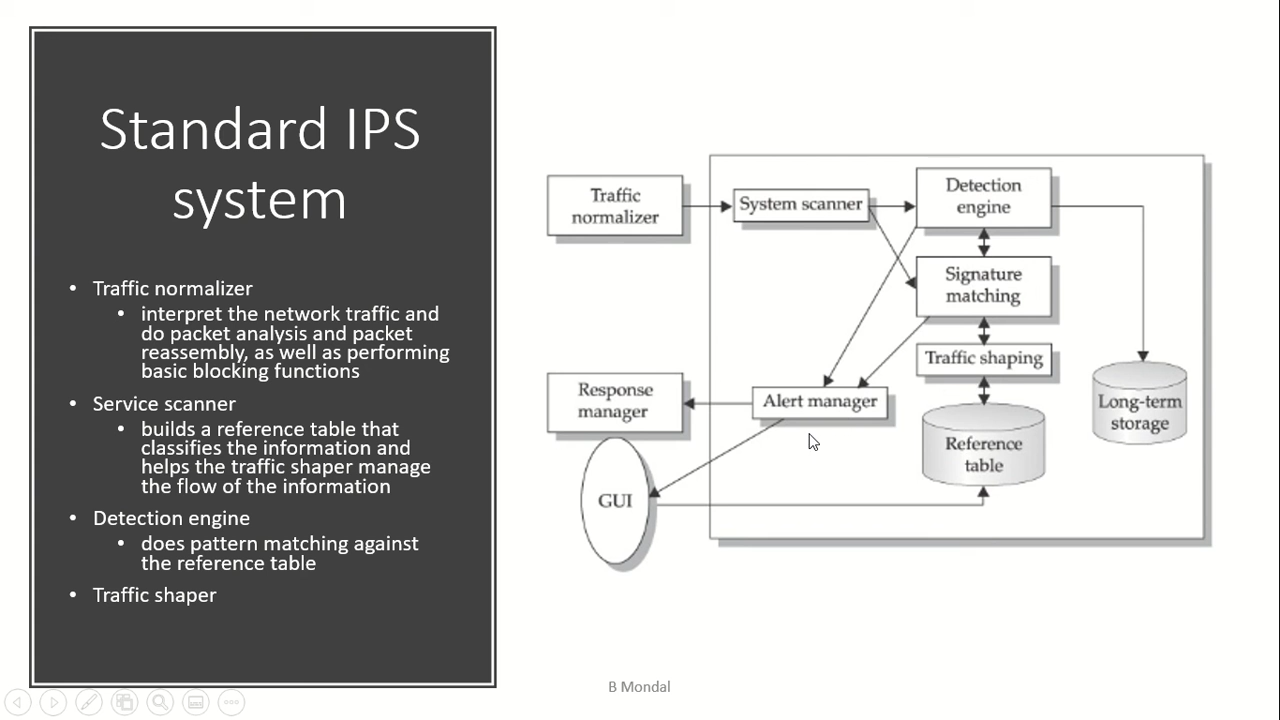 Standard IPS
system
• Traffic normalizer
• interpret the network traffic and
do packet analysis and packet
reassembly, as well as performing
basic blocking functions
• Service scanner
• builds a reference table that
classifies the information and
helps the traffic shaper manage
the flow of the information
• Detection engine
• does pattern matching against
the reference table
• Traffic shaper
Traffic
normalizer
System scanner
Detection
engine
Signature
matching
Traffic shaping
Response
manager
Alert manager
Reference
table
Long-term
storage
GUI
B Mondal